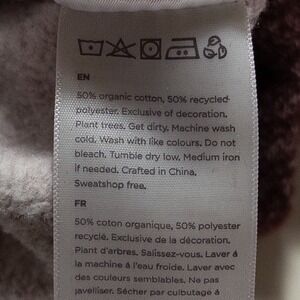 EN
50% organic cotton, 50% recycled
polyester. Exclusive of decoration.
Plant trees. Get dirty. Machine wash
cold. Wash with like colours. Do not
bleach. Tumble dry low. Medium iron
if needed. Crafted in China.
Sweatshop free.
FR
50% coton organique, 50% polyester
recyclé. Exclusive de la décoration.
Plant d'arbres. Salissez-vous. Laver à
la machine à l'eau froide. Laver avec
des couleurs semblables. Ne pas
javelliser. Sécher par culbutage à